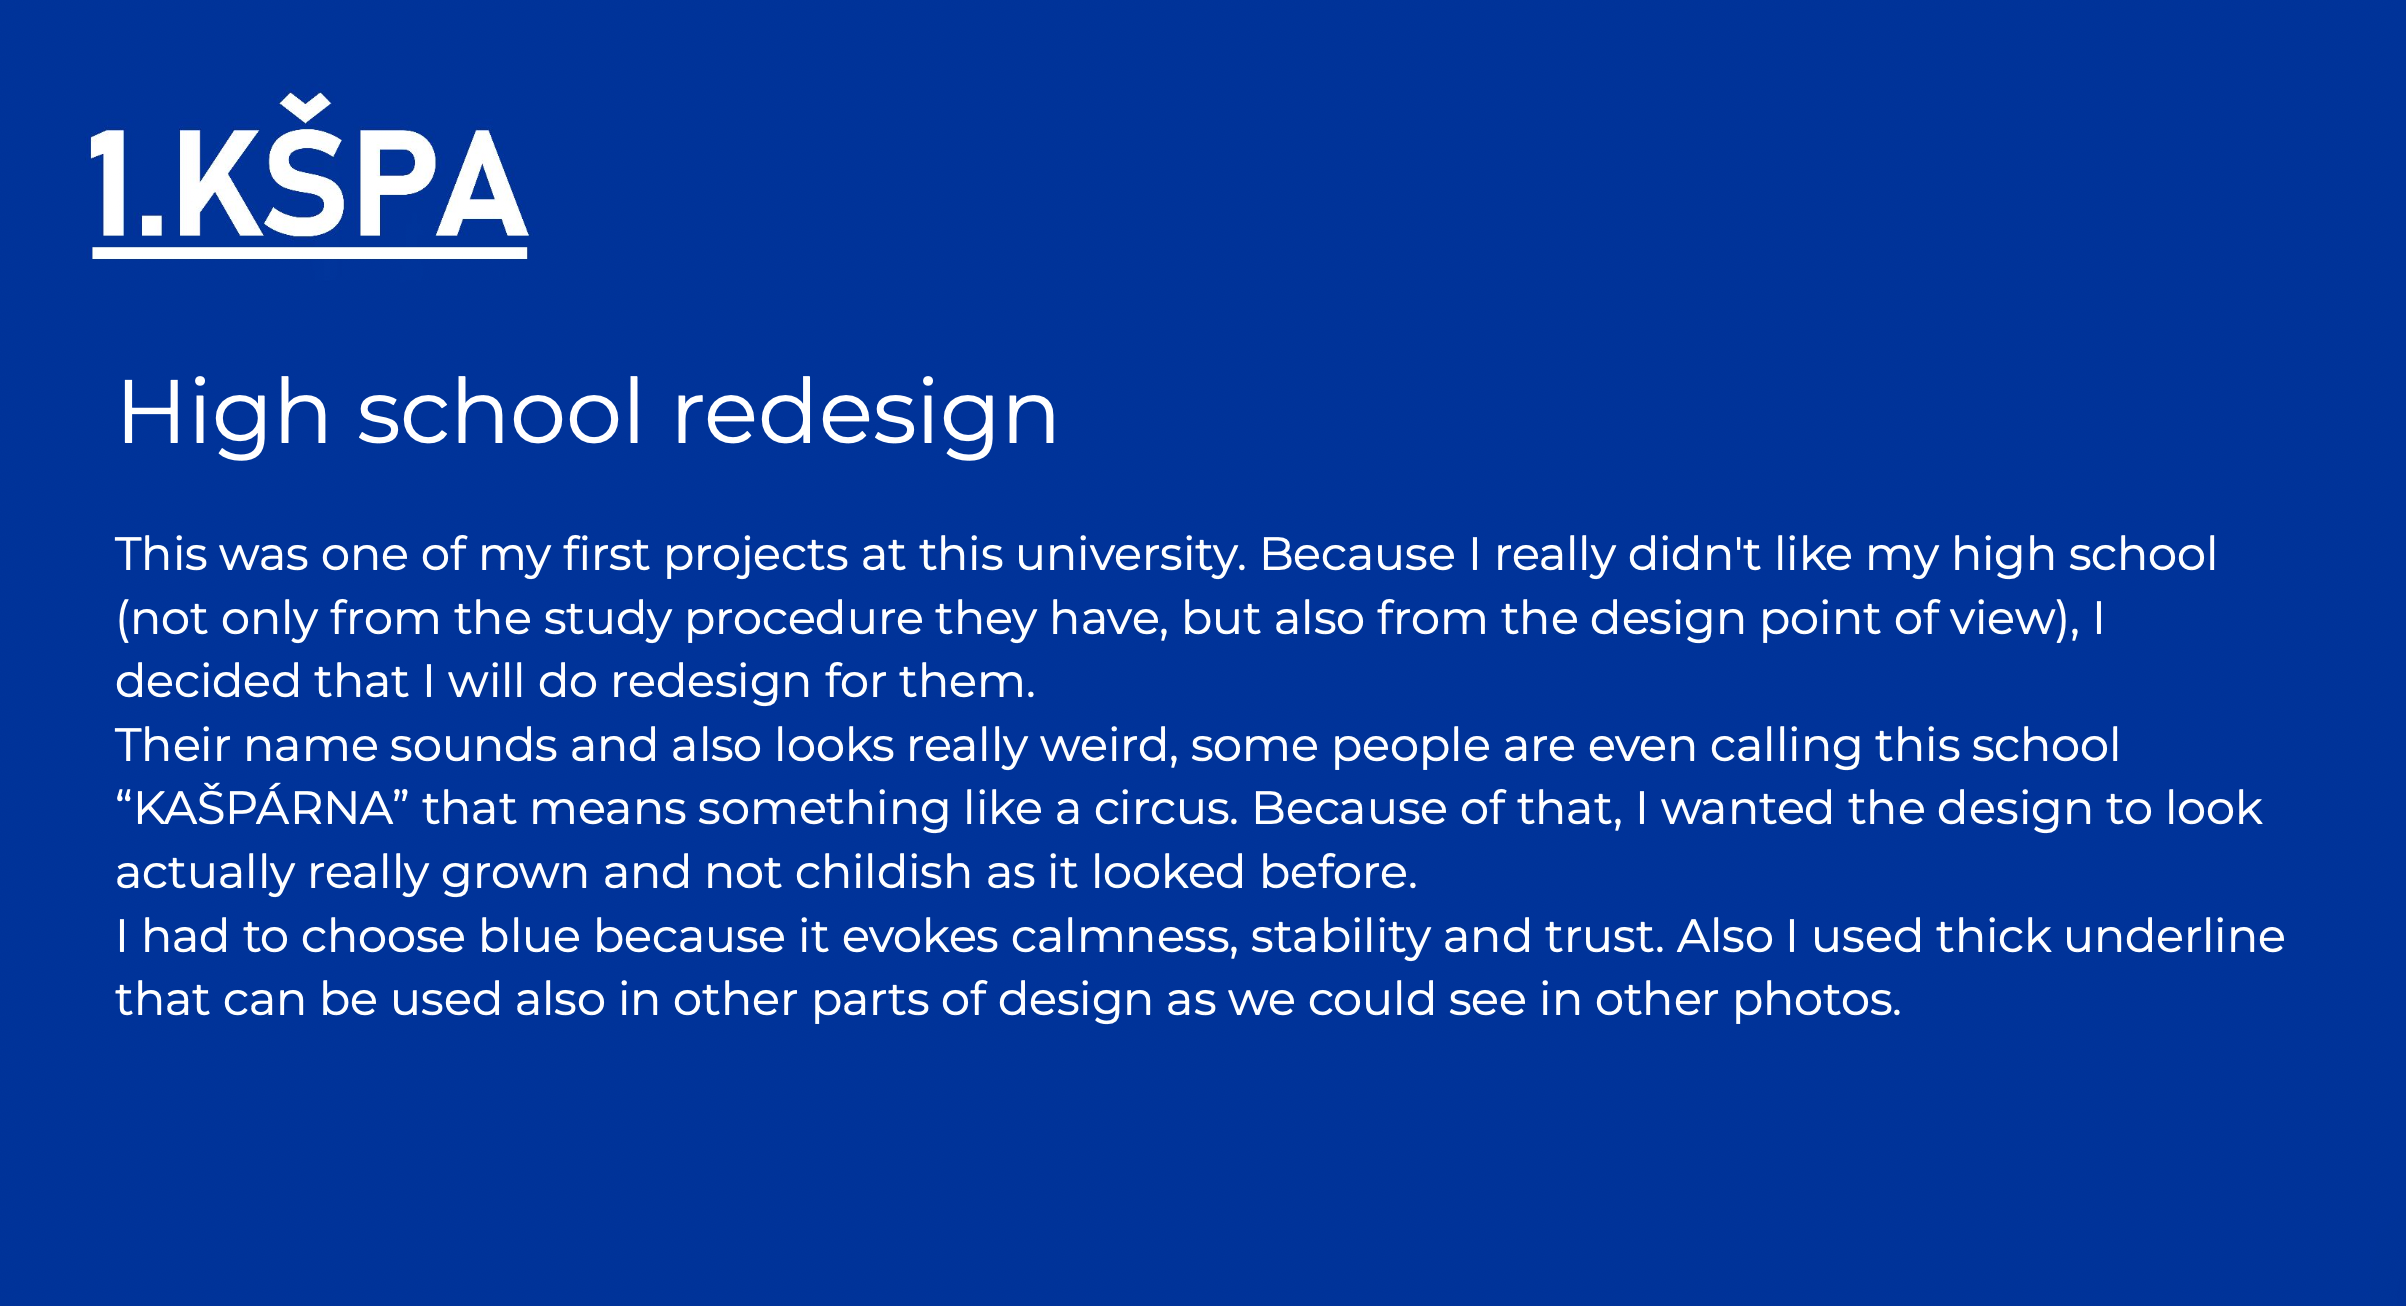 1.KŠPA
High school redesign
This was one of my first projects at this university. Because I really didn't like my high school
(not only from the study procedure they have, but also from the design point of view), I
decided that I will do redesign for them.
Their name sounds and also looks really weird, some people are even calling this school
“KAŠPÁRNA” that means something like a circus. Because of that, I wanted the design to look
actually really grown and not childish as it looked before.
I had to choose blue because it evokes calmness, stability and trust. Also I used thick underline
that can be used also in other parts of design as we could see in other photos.